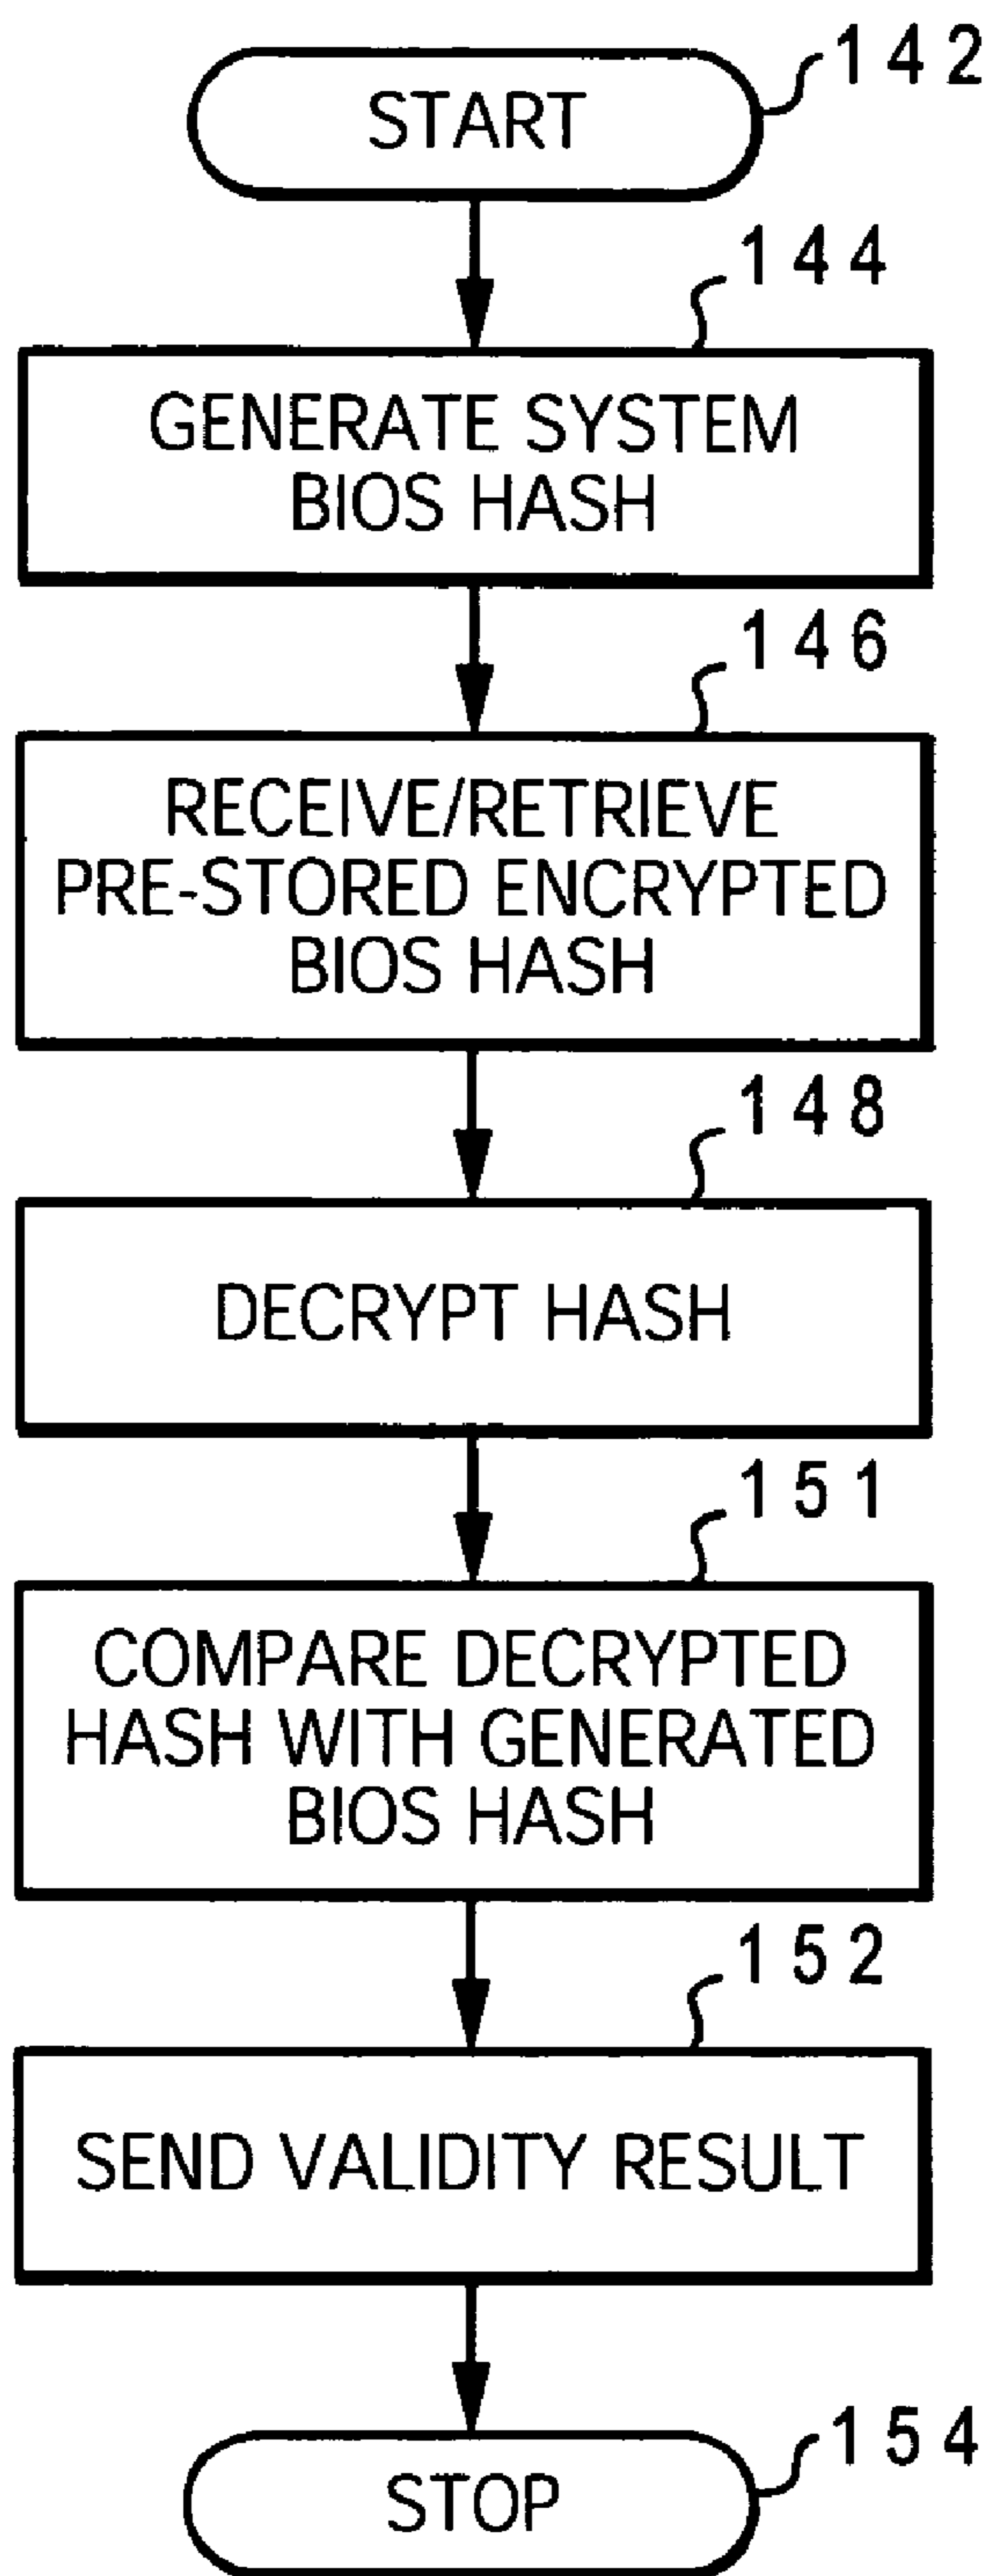 142
START
144
GENERATE SYSTEM
BIOS HASH
146
RECEIVE/RETRIEVE
PRE-STORED ENCRYPTED
BIOS HASH
148
DECRYPT HASH
151
COMPARE DECRYPTED
HASH WITH GENERATED
BIOS HASH
152
SEND VALIDITY RESULT
154
STOP